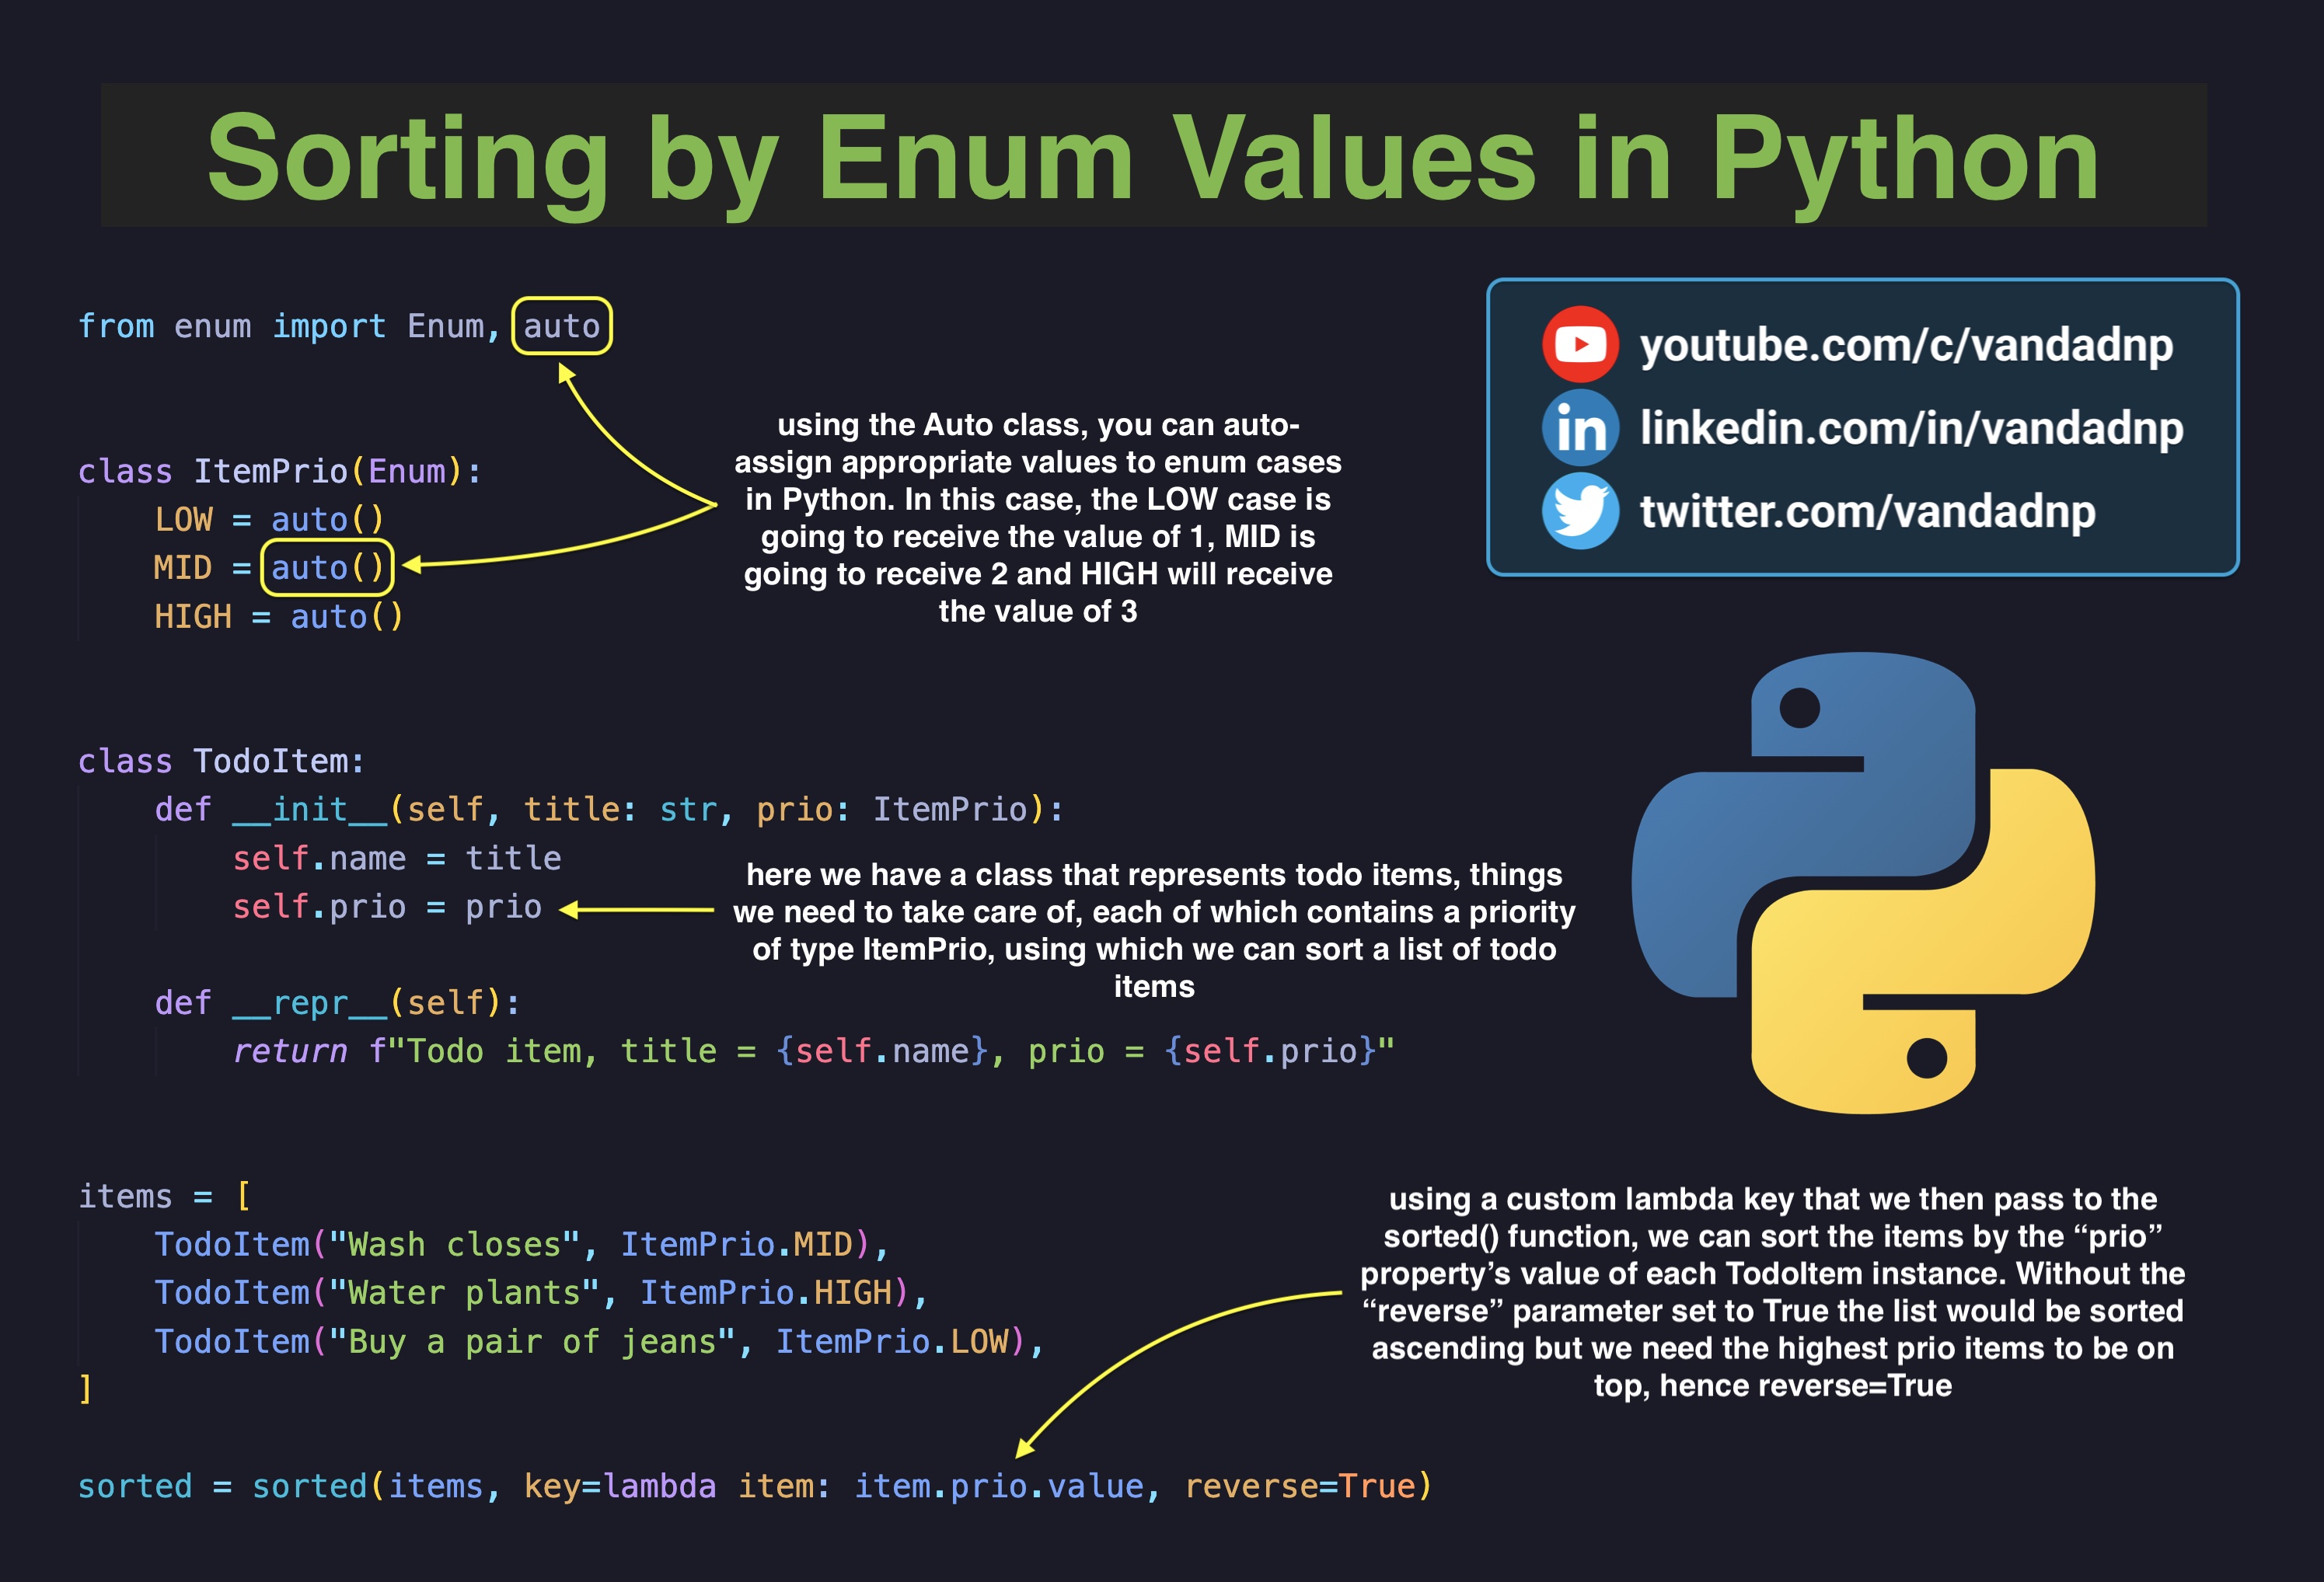 Sorting by Enum Values in Python
from enum import Enum, auto
youtube.com/c/vandadnp
linkedin.com/in/vandadnp
twitter.com/vandadnp
using the Auto class, you can auto-
assign appropriate values to enum cases
in Python. In this case, the LOW case is
going to receive the value of 1, MID is
going to receive 2 and HIGH will receive
the value of 3
class ItemPrio(Enum):
    LOW = auto()
    MID = auto()
    HIGH = auto()
class TodoItem:
    def __init__(self, title: str, prio: ItemPrio):
        self.name = title
        self.prio = prio
here we have a class that represents todo items, things
we need to take care of, each of which contains a priority
of type ItemPrio, using which we can sort a list of todo
items
    def __repr__(self):
        return f"Todo item, title = {self.name}, prio = {self.prio}"
items = [
    TodoItem("Wash closes", ItemPrio.MID),
    TodoItem("Water plants", ItemPrio.HIGH),
    TodoItem("Buy a pair of jeans", ItemPrio.LOW),
]
using a custom lambda key that we then pass to the
sorted() function, we can sort the items by the “prio”
property’s value of each TodoItem instance. Without the
“reverse” parameter set to True the list would be sorted
ascending but we need the highest prio items to be on
top, hence reverse=True
sorted = sorted(items, key=lambda item: item.prio.value, reverse=True)